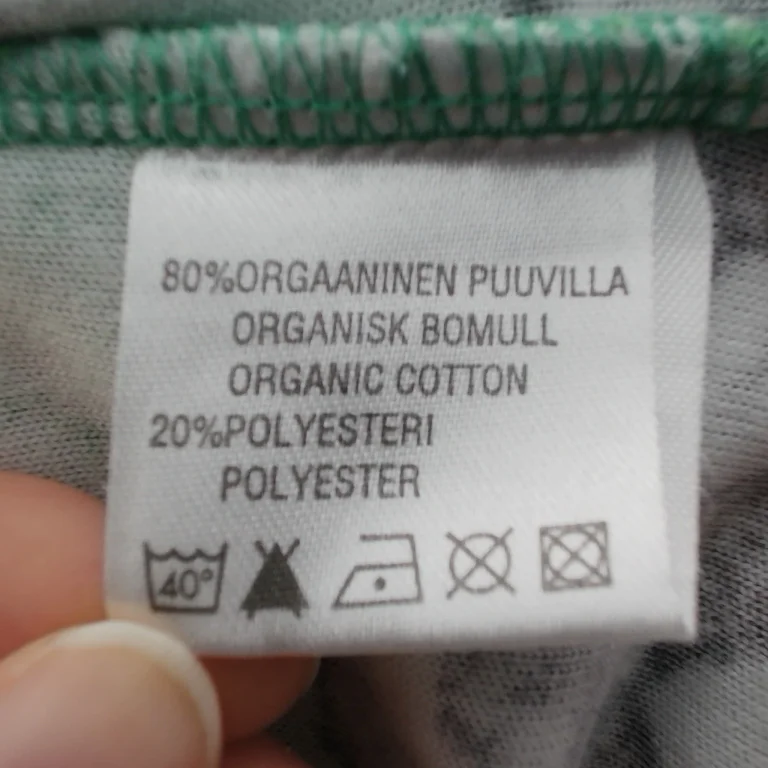 80%ORGAANINEN PUUVILLA
ORGANISK BOMULL
ORGANIC COTTON
20%POLYESTERI
POLYESTER
40°